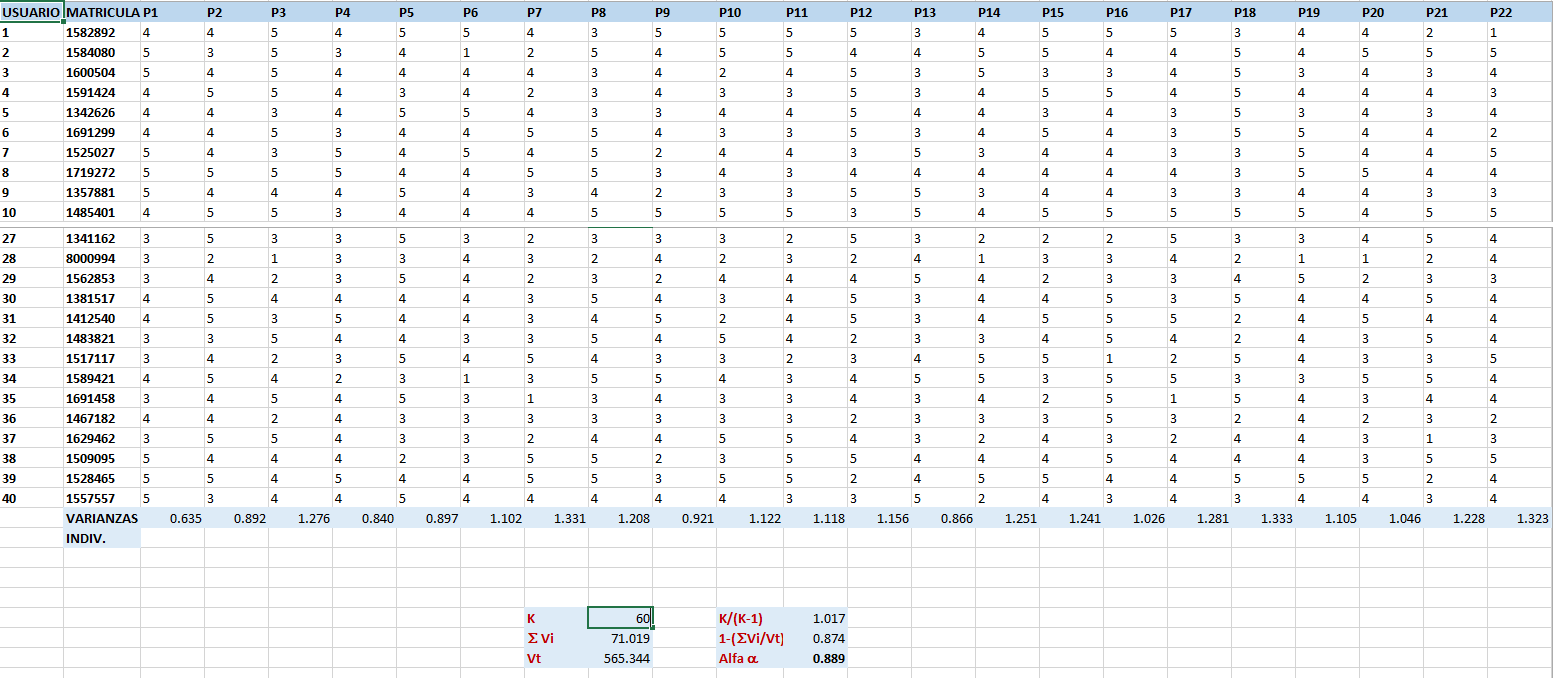 USUARIO MATRICULA P1 P2 P3 P4 P5 P6 P7 P8 P9 P10 P11 P12 P13 P14 P15 P16 P17 P18 P19 P20 P21 P22
1 1582892 4 4 5 4 5 5 4 3 5 5 5 5 3 4 5 5 5 3 4 4 2 1
2 1584080 5 3 5 3 4 1 2 5 4 5 5 4 4 5 5 4 4 5 4 5 5 5
3 1600504 5 4 5 4 4 4 4 3 4 2 4 5 3 5 3 3 4 5 3 4 3 4
4 1591424 4 5 5 4 3 4 2 3 4 3 3 5 3 4 5 5 4 5 4 4 4 3
5 1342626 4 4 3 4 5 5 4 3 3 4 4 5 4 4 3 4 3 5 3 4 3 4
6 1691299 4 4 5 3 4 4 5 5 4 3 3 5 3 4 5 4 3 5 5 4 4 2
7 1525027 5 4 3 5 4 5 4 5 2 4 4 3 5 3 4 4 3 3 5 4 4 5
8 1719272 5 5 5 5 4 4 5 5 3 4 3 4 4 4 4 4 4 3 5 5 4 4
9 1357881 5 4 4 4 5 4 3 4 2 3 3 5 5 3 4 4 3 3 4 4 3 3
10 1485401 4 5 5 3 4 4 4 5 5 5 5 3 5 4 5 5 5 5 5 4 5 5
27 1341162 3 5 3 3 5 3 2 3 3 3 2 5 3 2 2 2 5 3 3 4 5 4
28 8000994 3 2 1 3 3 4 3 2 4 2 3 2 4 1 3 3 4 2 1 1 2 4
29 1562853 3 4 2 3 5 4 2 3 2 4 4 4 5 4 2 3 3 4 5 2 3 3
30 1381517 4 5 4 4 4 4 3 5 4 3 4 5 3 4 4 5 3 5 4 4 5 4
31 1412540 4 5 3 5 4 4 3 4 5 2 4 5 3 4 5 5 5 2 4 5 4 4
32 1483821 3 3 5 4 4 3 3 5 4 5 4 2 3 3 4 5 4 2 4 3 5 4
33 1517117 3 4 2 3 5 4 5 4 3 3 2 3 4 5 5 1 2 5 4 3 3 5
34 1589421 4 5 4 2 3 1 3 5 5 4 3 4 5 5 3 5 5 3 3 5 5 4
35 1691458 3 4 5 4 5 3 1 3 4 3 3 4 3 4 2 5 1 5 4 3 4 4
36 1467182 4 4 2 4 3 3 3 3 3 3 3 2 3 3 3 5 3 2 4 2 3 2
37 1629462 3 5 5 4 3 3 2 4 4 5 5 4 3 2 4 3 2 4 4 3 1 3
38 1509095 5 4 4 4 2 3 5 5 2 3 5 5 4 4 4 5 4 4 4 3 5 5
39 1528465 5 5 4 5 4 4 5 5 3 5 5 2 4 5 5 4 4 5 5 5 2 4
40 1557557 5 3 4 4 5 4 4 4 4 4 3 3 5 2 4 3 4 3 4 4 3 4
VARIANZAS 0.635 0.892 1.276 0.840 0.897 1.102 1.331 1.208 0.921 1.122 1.118 1.156 0.866 1.251 1.241 1.026 1.281 1.333 1.105 1.046 1.228 1.323
INDIV.
K 60 K/(K-1) 1.017
Σ Vi 71.019 1-(ΣVi/Vt) 0.874
Vt 565.344 Alfa α 0.889